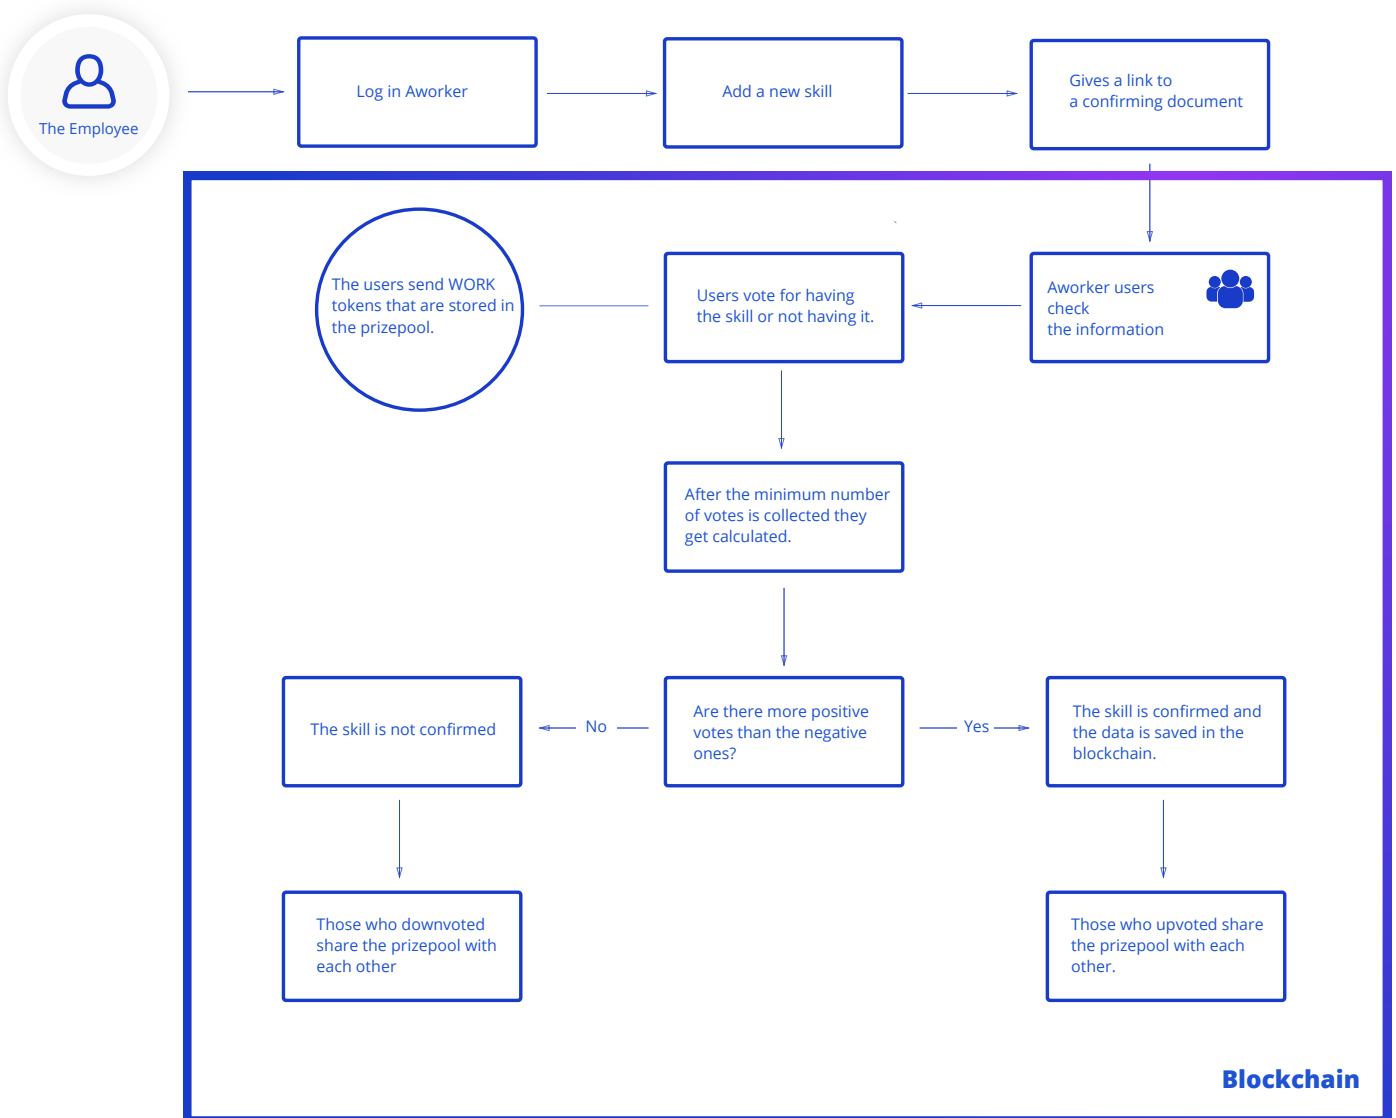 The Employee
Log in Aworker
Add a new skill
Gives a link to
a confirming document
The users send WORK
tokens that are stored in
the prizepool.
Users vote for having
the skill or not having it.
Aworker users
check
the information
After the minimum number
of votes is collected they
get calculated.
The skill is not confirmed
No
Are there more positive
votes than the negative
ones?
Yes
The skill is confirmed and
the data is saved in the
blockchain.
Those who downvoted
share the prizepool with
each other
Those who upvoted share
the prizepool with each
other.
Blockchain